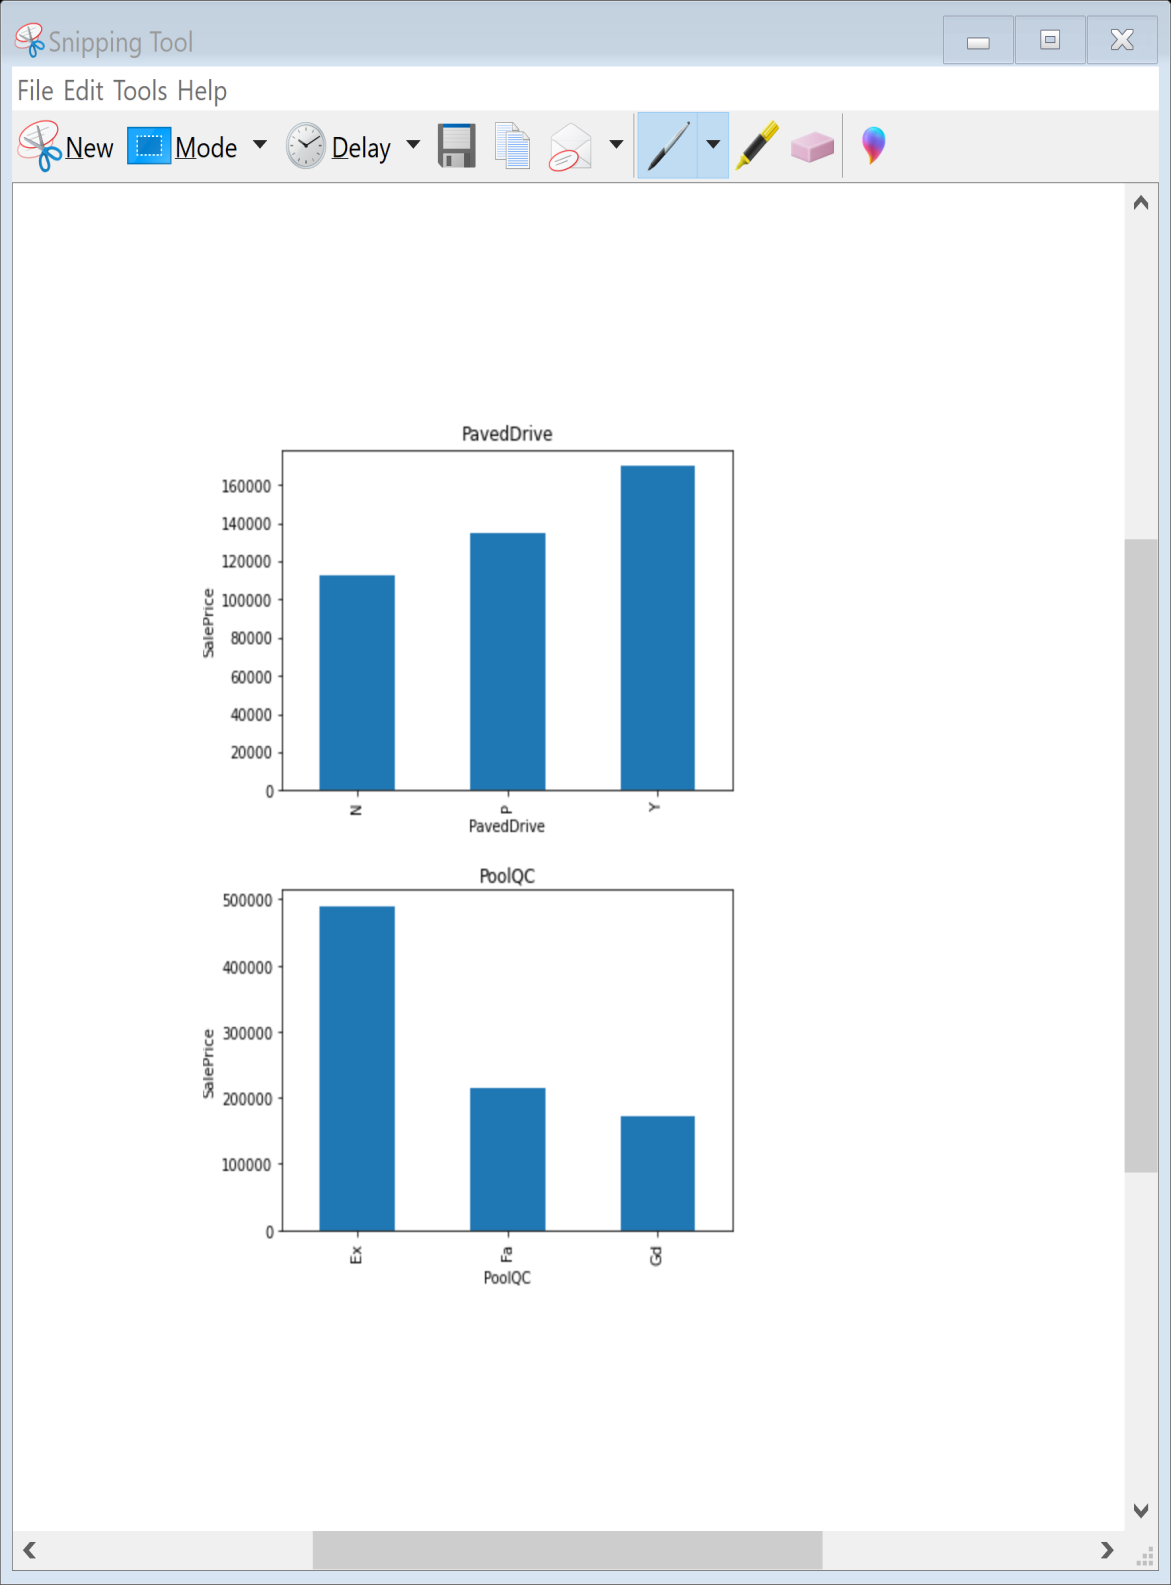 Snipping Tool
File Edit Tools Help
New Mode Delay
PavedDrive
160000
140000
120000
100000
80000
60000
40000
20000
0
SalePrice
N P Y
PavedDrive
PoolQC
500000
400000
300000
200000
100000
0
SalePrice
Ex Fa Gd
PoolQC